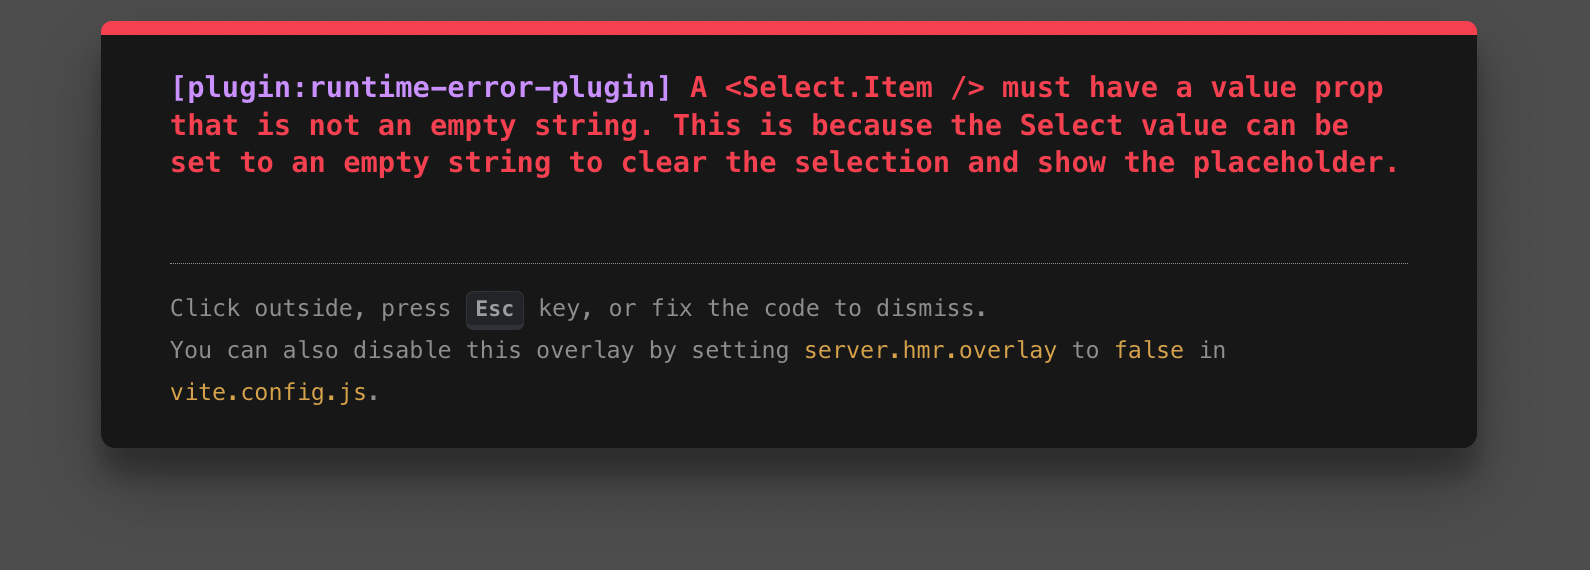 [plugin:runtime-error-plugin] A <Select.Item /> must have a value prop
that is not an empty string. This is because the Select value can be
set to an empty string to clear the selection and show the placeholder.
Click outside, press Esc key, or fix the code to dismiss.
You can also disable this overlay by setting server.hmr.overlay to false in
vite.config.js.